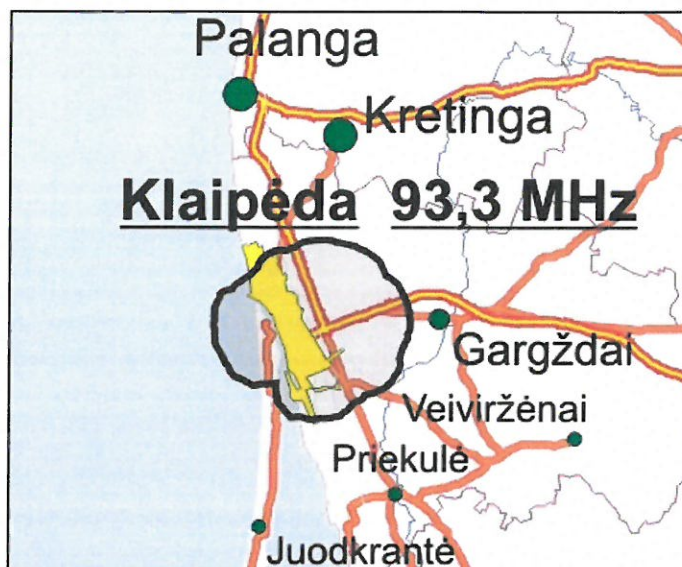 Palanga
Kretinga
Klaipėda 93,3 MHz
Gargždai
Veiviržėnai
Priekulė
Juodkrantė